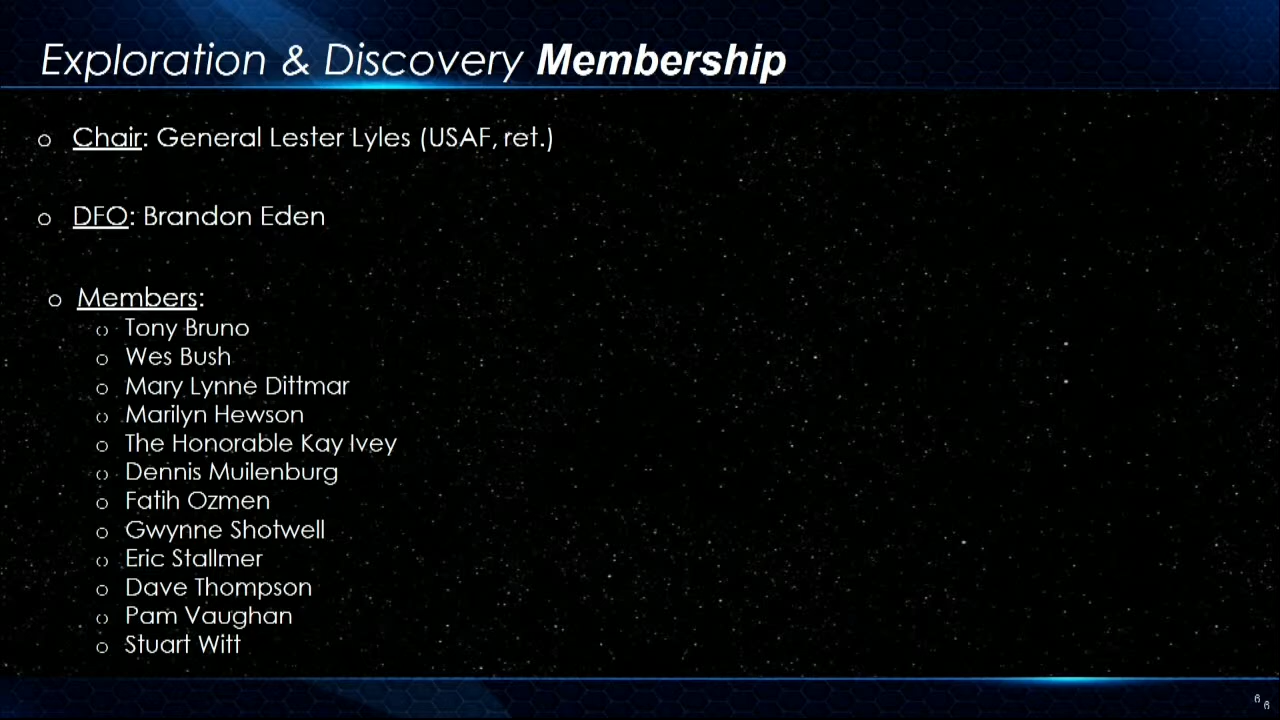 Exploration & Discovery Membership
o Chair: General Lester Lyles (USAF, ret.)
o DFO: Brandon Eden
o Members:
o Tony Bruno
o Wes Bush
o Mary Lynne Dittmar
o Marilyn Hewson
o The Honorable Kay Ivey
o Dennis Muilenburg
o Fatih Ozmen
o Gwynne Shotwell
o Eric Stallmer
o Dave Thompson
o Pam Vaughan
o Stuart Witt
6
6